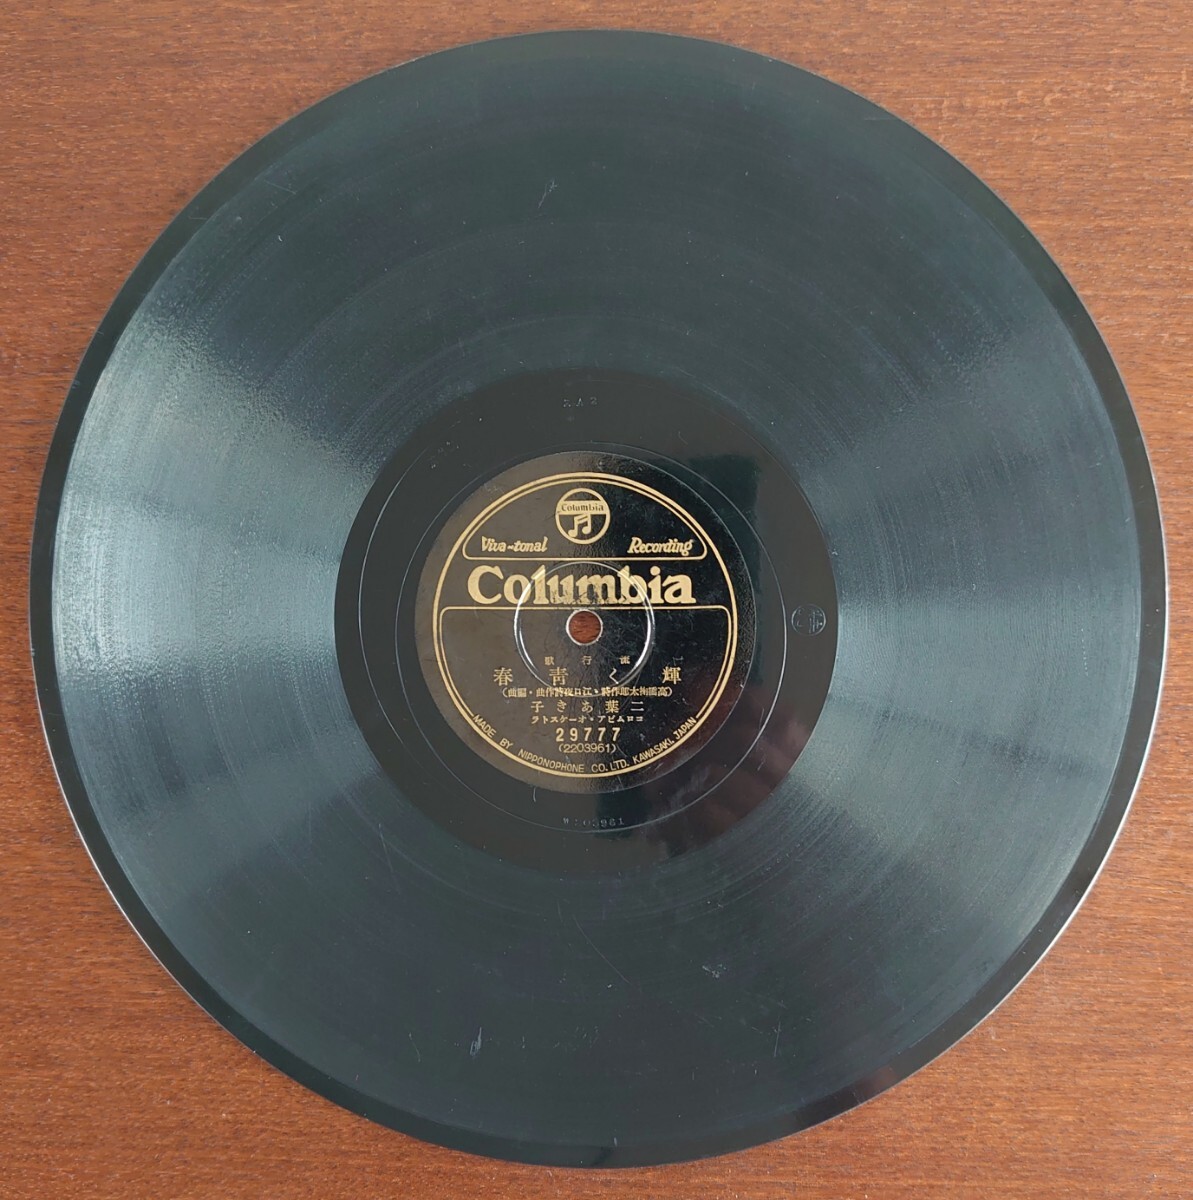 Columbia
Viva-tonal Recording
Columbia
歌行流
春青く輝
(曲編・曲作詩夜口江・詩作郎太掬橋高)
子きあ葉二
ラトスケーオ・アビムロコ
29777
(2203961)
MADE BY NIPPONOPHONE CO. LTD. KAWASAKI, JAPAN